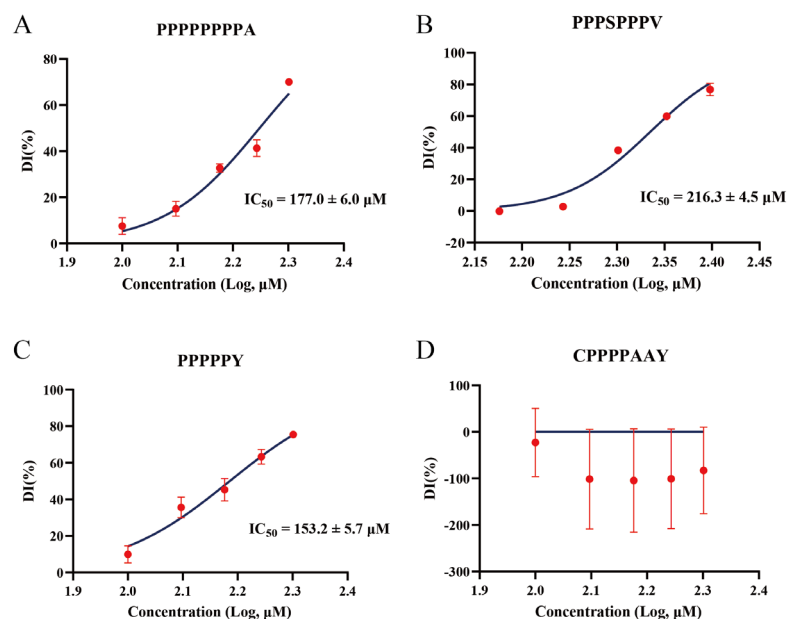 A
PPPPPPPPA
DI(%)
80
60
40
20
0
IC50 = 177.0 ± 6.0 µM
1.9 2.0 2.1 2.2 2.3 2.4
Concentration (Log, µM)
B
PPPSPPPV
DI(%)
100
80
60
40
20
0
-20
IC50 = 216.3 ± 4.5 µM
2.15 2.20 2.25 2.30 2.35 2.40 2.45
Concentration (Log, µM)
C
PPPPPY
DI(%)
100
80
60
40
20
0
IC50 = 153.2 ± 5.7 µM
1.9 2.0 2.1 2.2 2.3 2.4
Concentration (Log, µM)
D
CPPPPAAY
DI(%)
100
0
-100
-200
-300
1.9 2.0 2.1 2.2 2.3 2.4
Concentration (Log, µM)